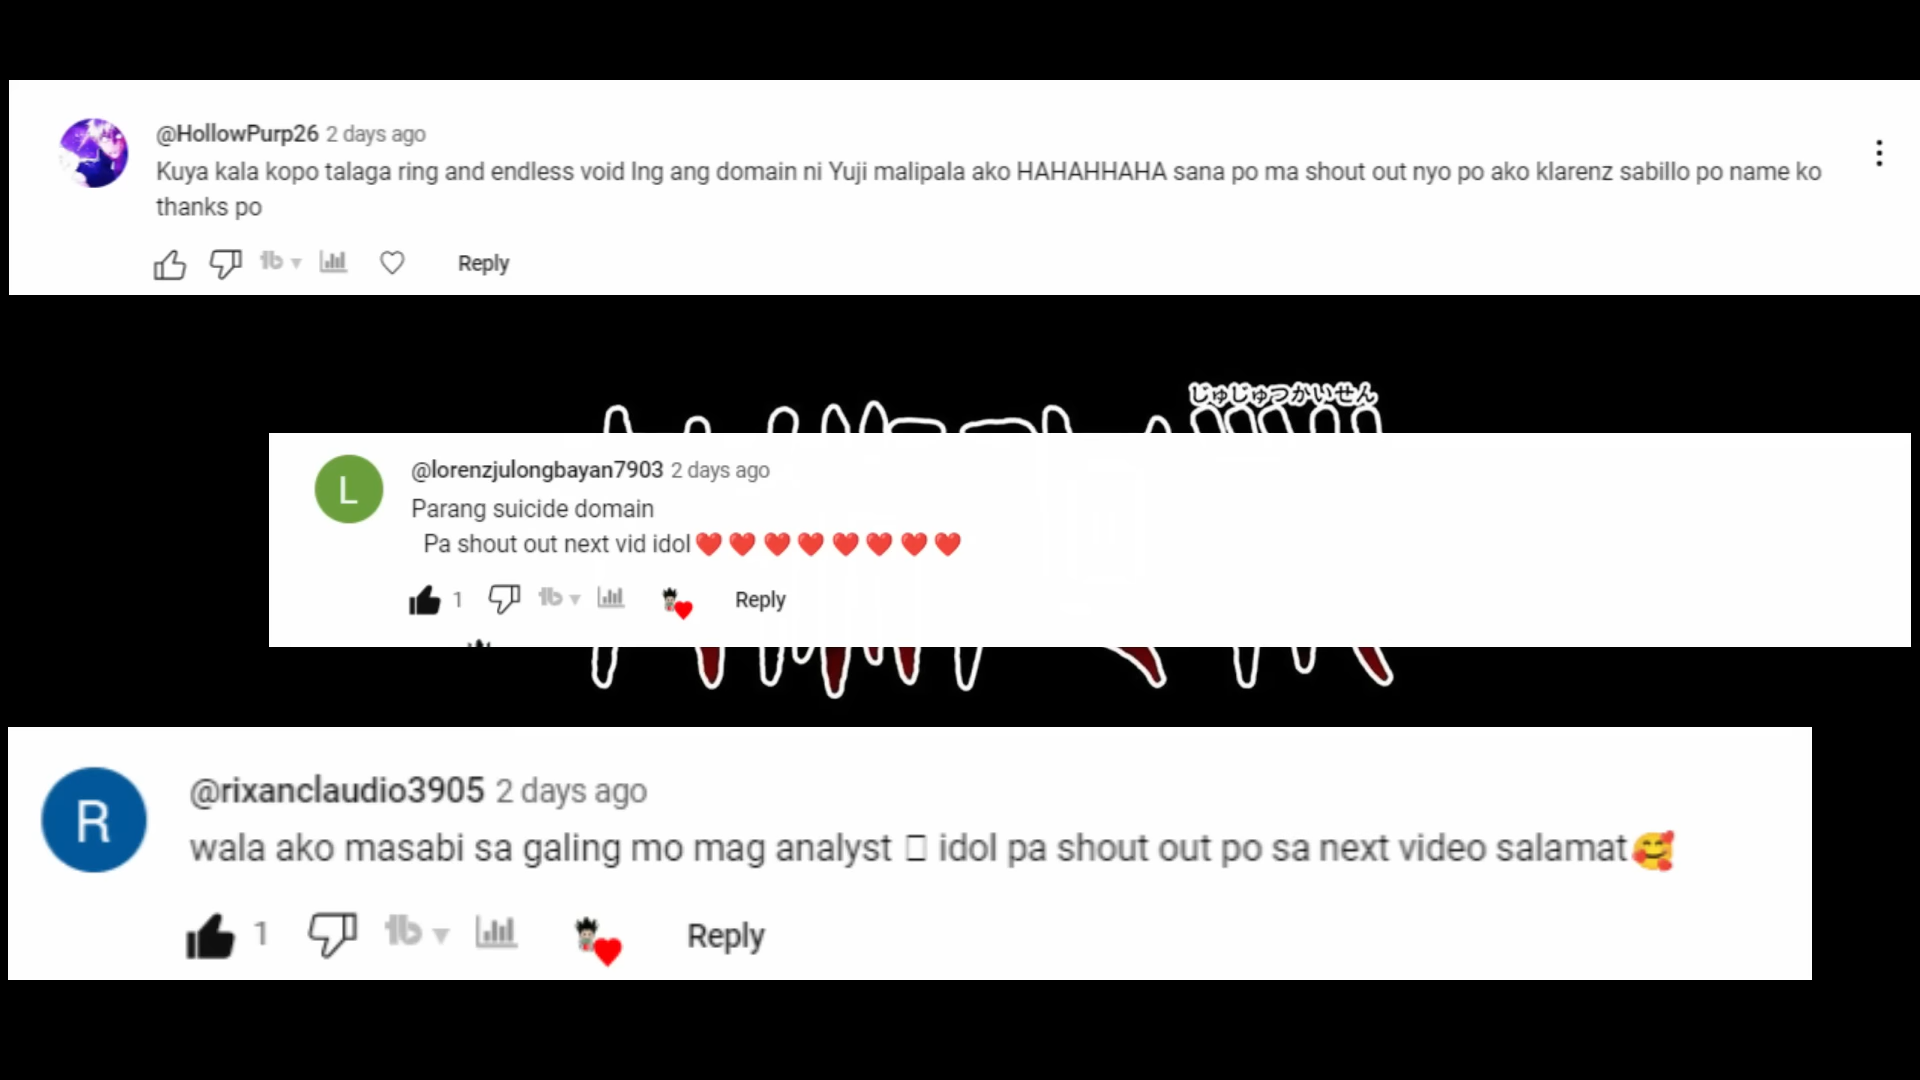 @HollowPurp26 2 days ago
Kuya kala kopo talaga ring and endless void lng ang domain ni Yuji malipala ako HAHAHHAHA sana po ma shout out nyo po ako klarenz sabillo po name ko
thanks po
Reply
じゅじゅつかいせん
@lorenzjulongbayan7903 2 days ago
L
Parang suicide domain
Pa shout out next vid idol❤️❤️❤️❤️❤️❤️❤️❤️
1 Reply
@rixanclaudio3905 2 days ago
R
wala ako masabi sa galing mo mag analyst □ idol pa shout out po sa next video salamat🥰
1 Reply